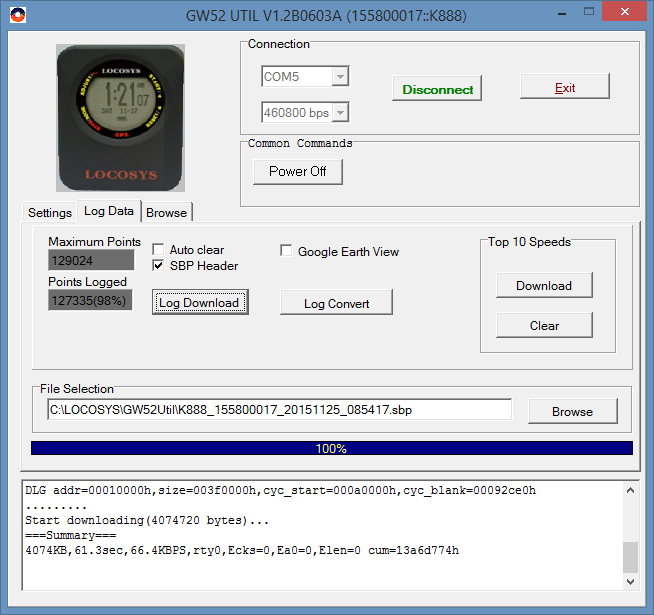 GW52 UTIL V1.2B0603A (155800017::K888)
LOCOSYS
1:21 07
SAT 11-17
GPS
LOCOSYS
Connection
COM5
460800 bps
Disconnect
Exit
Common Commands
Power Off
Settings
Log Data
Browse
Maximum Points
129024
Points Logged
127335(98%)
Auto clear
SBP Header
Log Download
Google Earth View
Log Convert
Top 10 Speeds
Download
Clear
File Selection
C:\LOCOSYS\GW52Util\K888_155800017_20151125_085417.sbp
Browse
100%
DLG addr=00010000h,size=003f0000h,cyc_start=000a0000h,cyc_blank=00092ce0h
.........
Start downloading(4074720 bytes)...
===Summary===
4074KB,61.3sec,66.4KBPS,rty0,Ecks=0,Ea0=0,Elen=0 cum=13a6d774h